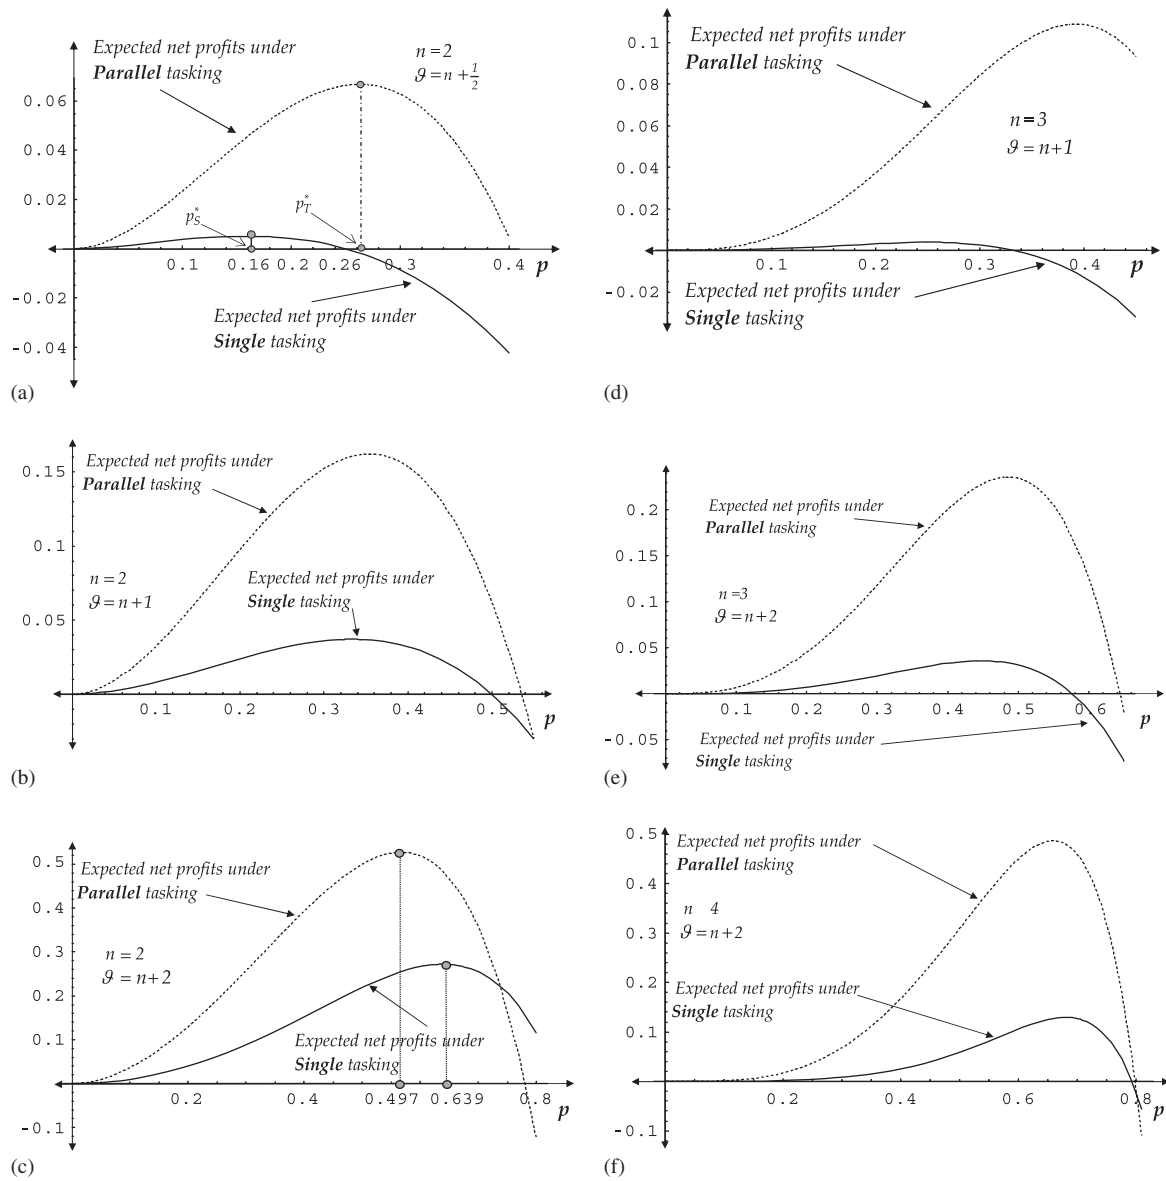 Expected net profits under
Parallel tasking
n = 2
ϑ = n + 1/2
0.06
0.04
0.02
-0.02
-0.04
p*S
p*T
0.1
0.16
0.2
0.26
0.3
0.4
p
Expected net profits under
Single tasking
(a)
Expected net profits under
Parallel tasking
n = 3
ϑ = n+1
0.1
0.08
0.06
0.04
0.02
-0.02
0.1
0.2
0.3
0.4
p
Expected net profits under
Single tasking
(d)
Expected net profits under
Parallel tasking
0.15
0.1
0.05
n = 2
ϑ = n+1
Expected net profits under
Single tasking
0.1
0.2
0.3
0.4
0.5
p
(b)
Expected net profits under
Parallel tasking
0.2
0.15
0.1
0.05
-0.05
n =3
ϑ = n+2
0.1
0.2
0.3
0.4
0.5
0.6
p
Expected net profits under
Single tasking
(e)
Expected net profits under
Parallel tasking
0.5
0.4
0.3
0.2
0.1
-0.1
n = 2
ϑ = n+2
Expected net profits under
Single tasking
0.2
0.4
0.497
0.639
0.8
p
(c)
Expected net profits under
Parallel tasking
0.5
0.4
0.3
0.2
0.1
-0.1
n 4
ϑ = n+2
Expected net profits under
Single tasking
0.2
0.4
0.6
0.8
p
(f)